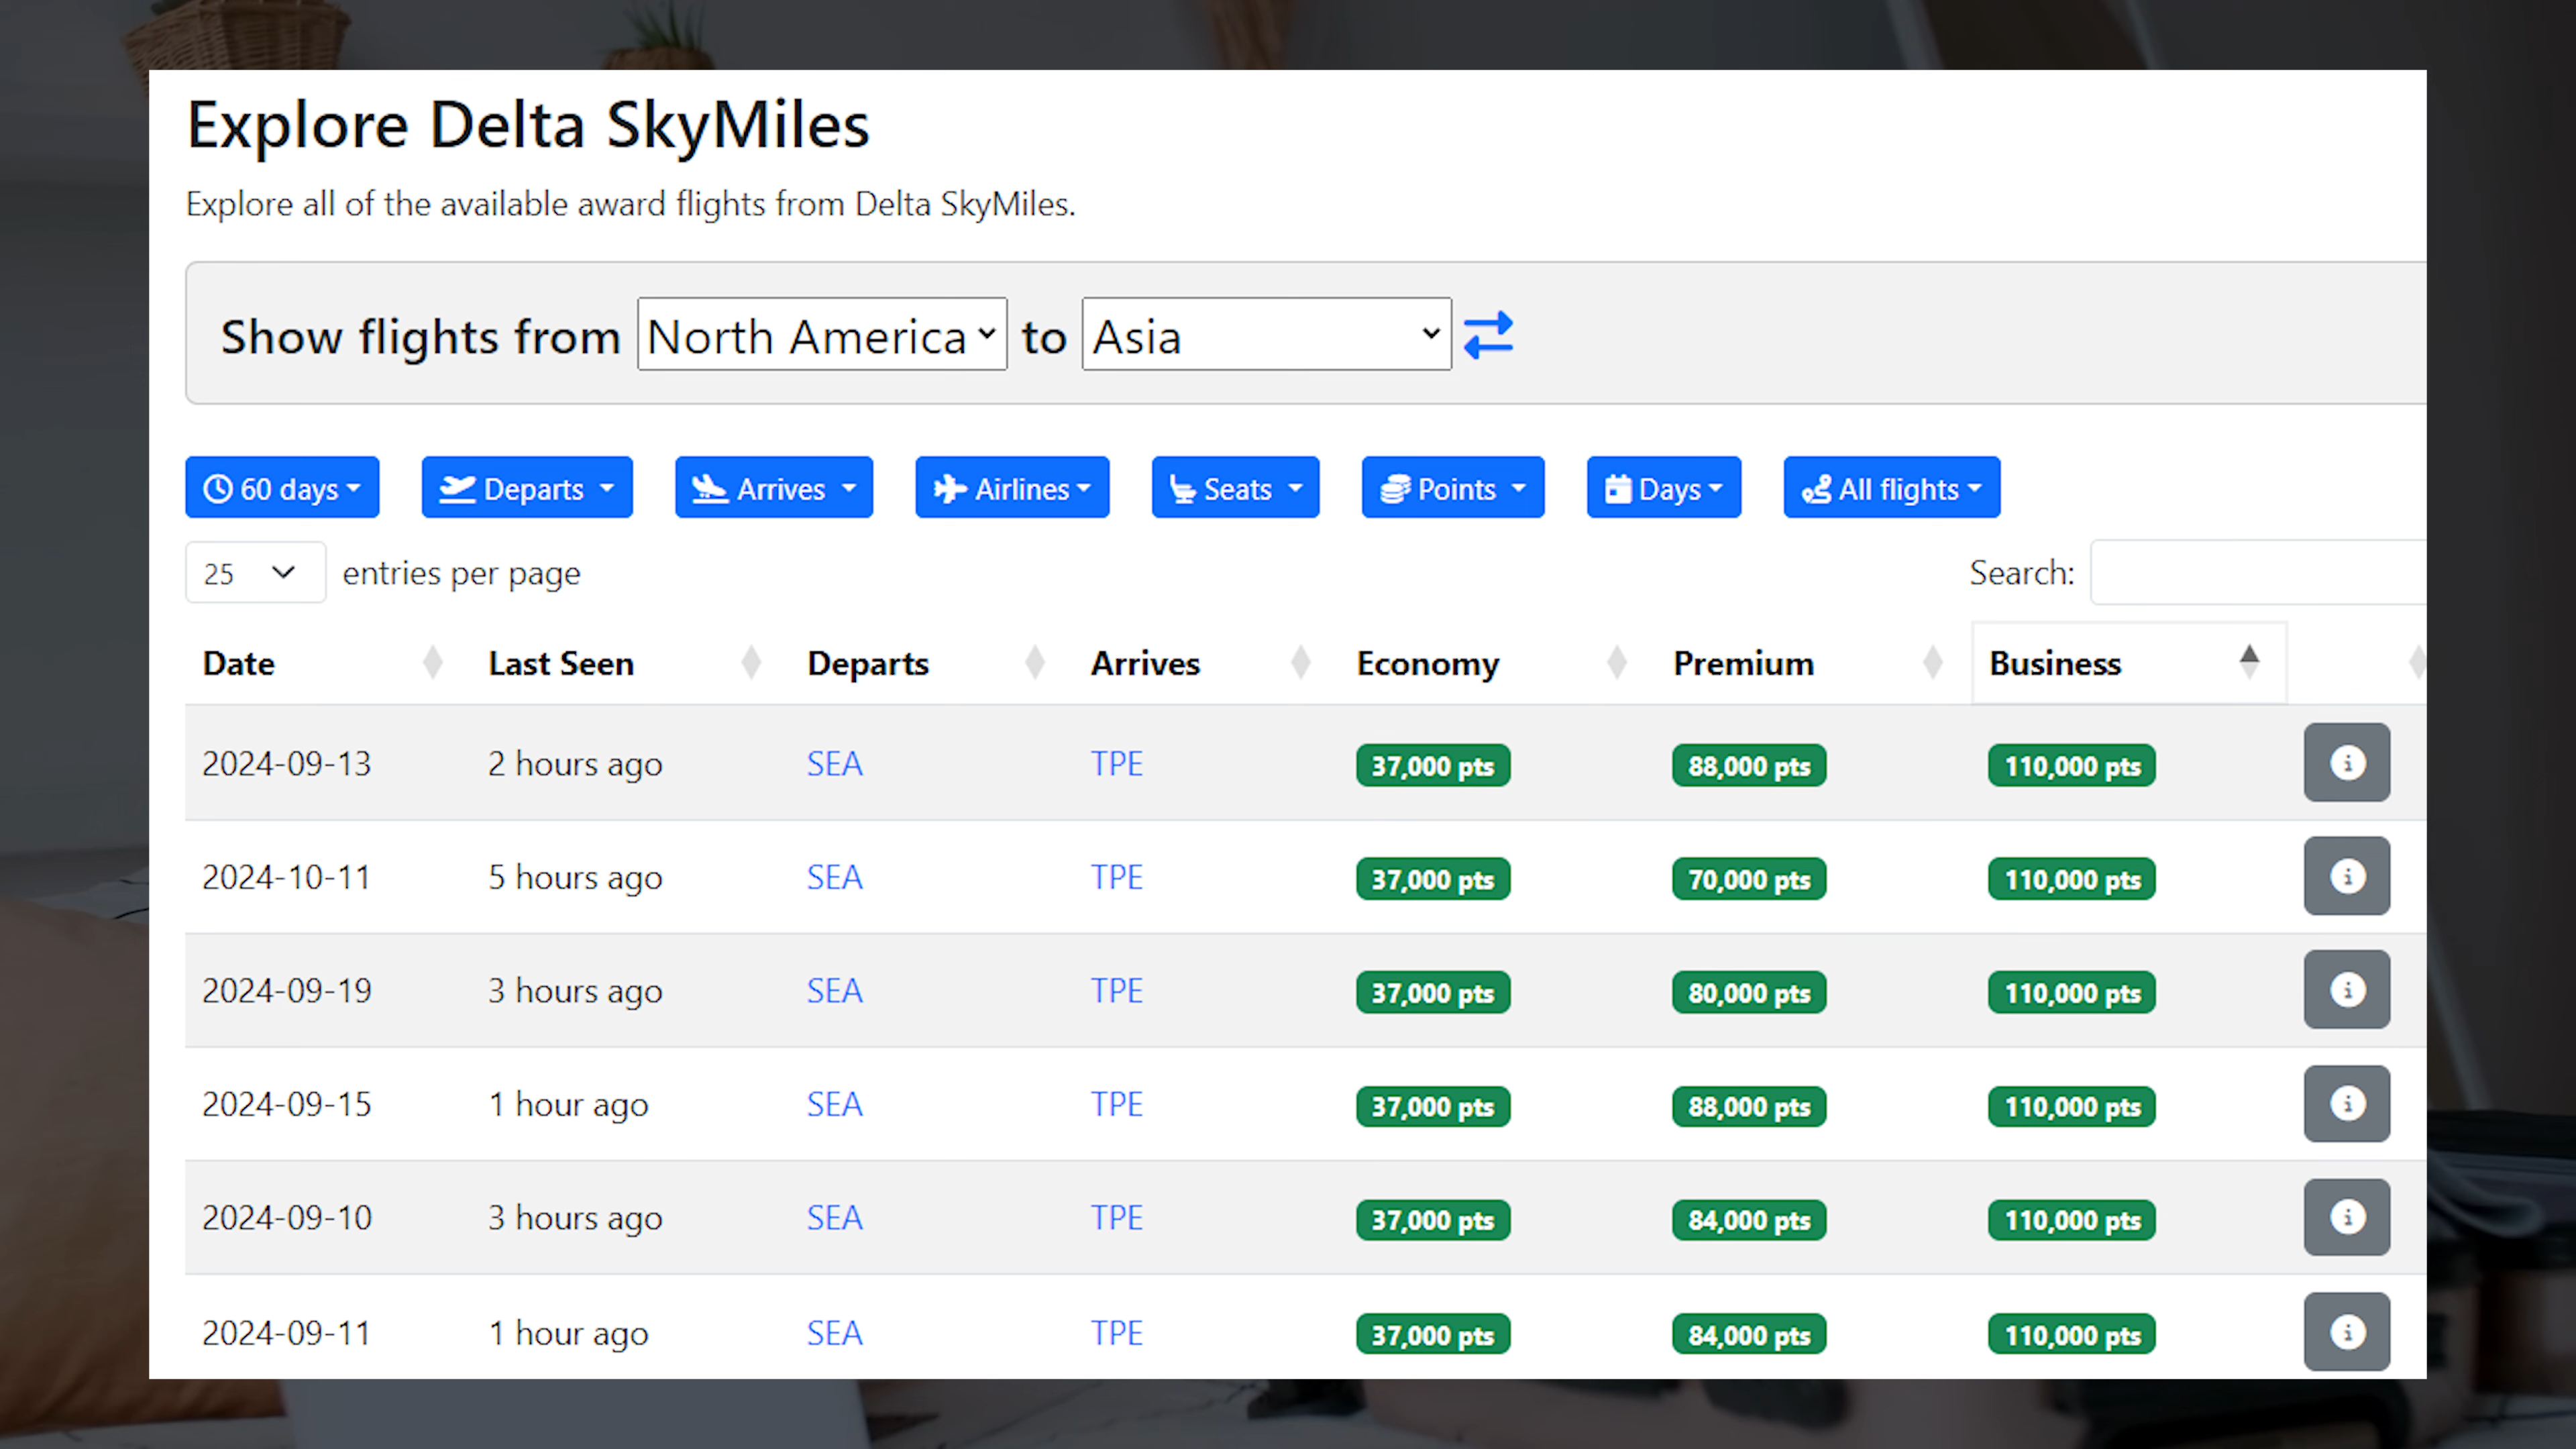 Explore Delta SkyMiles
Explore all of the available award flights from Delta SkyMiles.
Show flights from North America to Asia
60 days Departs Arrives Airlines Seats Points Days All flights
25 entries per page Search:
Date Last Seen Departs Arrives Economy Premium Business
2024-09-13 2 hours ago SEA TPE 37,000 pts 88,000 pts 110,000 pts
2024-10-11 5 hours ago SEA TPE 37,000 pts 70,000 pts 110,000 pts
2024-09-19 3 hours ago SEA TPE 37,000 pts 80,000 pts 110,000 pts
2024-09-15 1 hour ago SEA TPE 37,000 pts 88,000 pts 110,000 pts
2024-09-10 3 hours ago SEA TPE 37,000 pts 84,000 pts 110,000 pts
2024-09-11 1 hour ago SEA TPE 37,000 pts 84,000 pts 110,000 pts